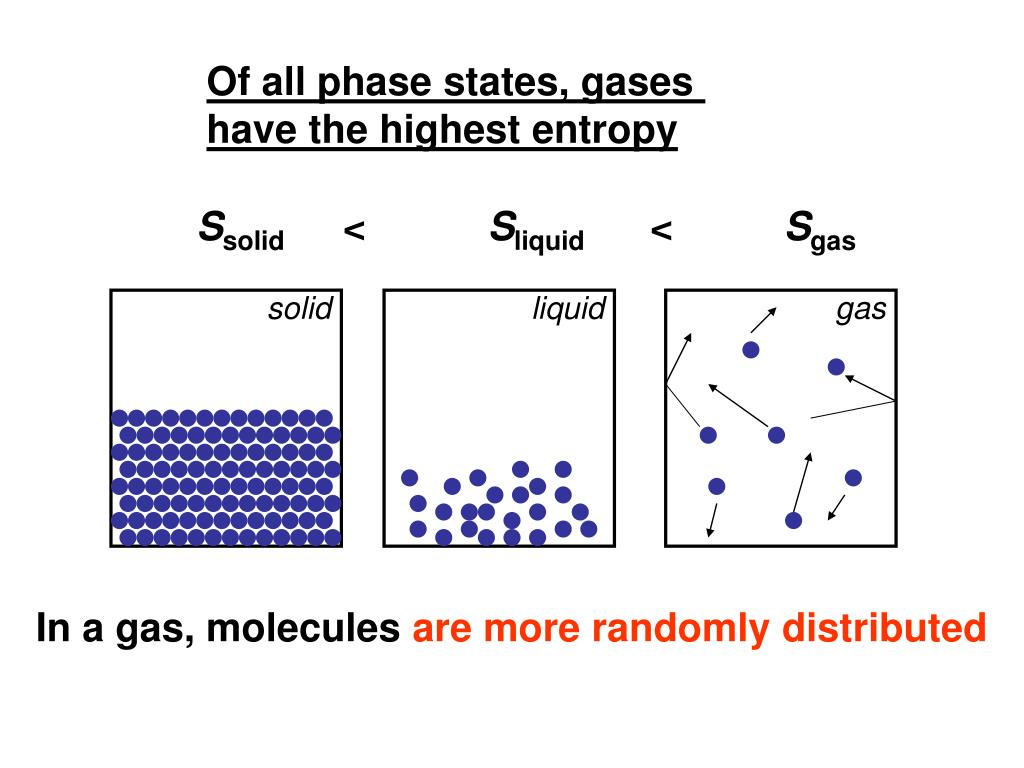 Of all phase states, gases
have the highest entropy
Ssolid < Sliquid < Sgas
solid
liquid
gas
In a gas, molecules are more randomly distributed